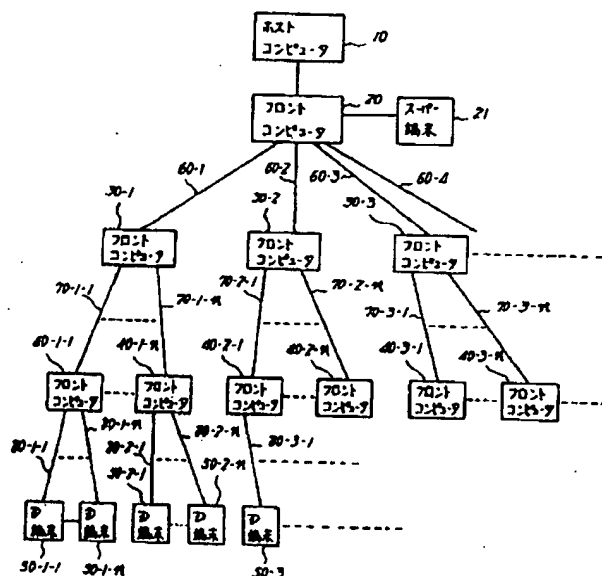 ホスト
コンピュータ
10
フロント
コンピュータ
20
スーパー
端末
21
60-1
60-2
60-3
60-4
30-1
フロント
コンピュータ
30-2
フロント
コンピュータ
30-3
フロント
コンピュータ
70-1-1
70-1-n
70-2-1
70-2-n
70-3-1
70-3-n
40-1-1
フロント
コンピュータ
40-1-n
フロント
コンピュータ
40-2-1
フロント
コンピュータ
40-2-n
フロント
コンピュータ
40-3-1
フロント
コンピュータ
40-3-n
フロント
コンピュータ
80-1-1
80-1-n
80-2-1
80-2-n
80-3-1
50-2-1
50-2-n
D
端末
D
端末
D
端末
D
端末
D
端末
50-1-1
50-1-n
50-3